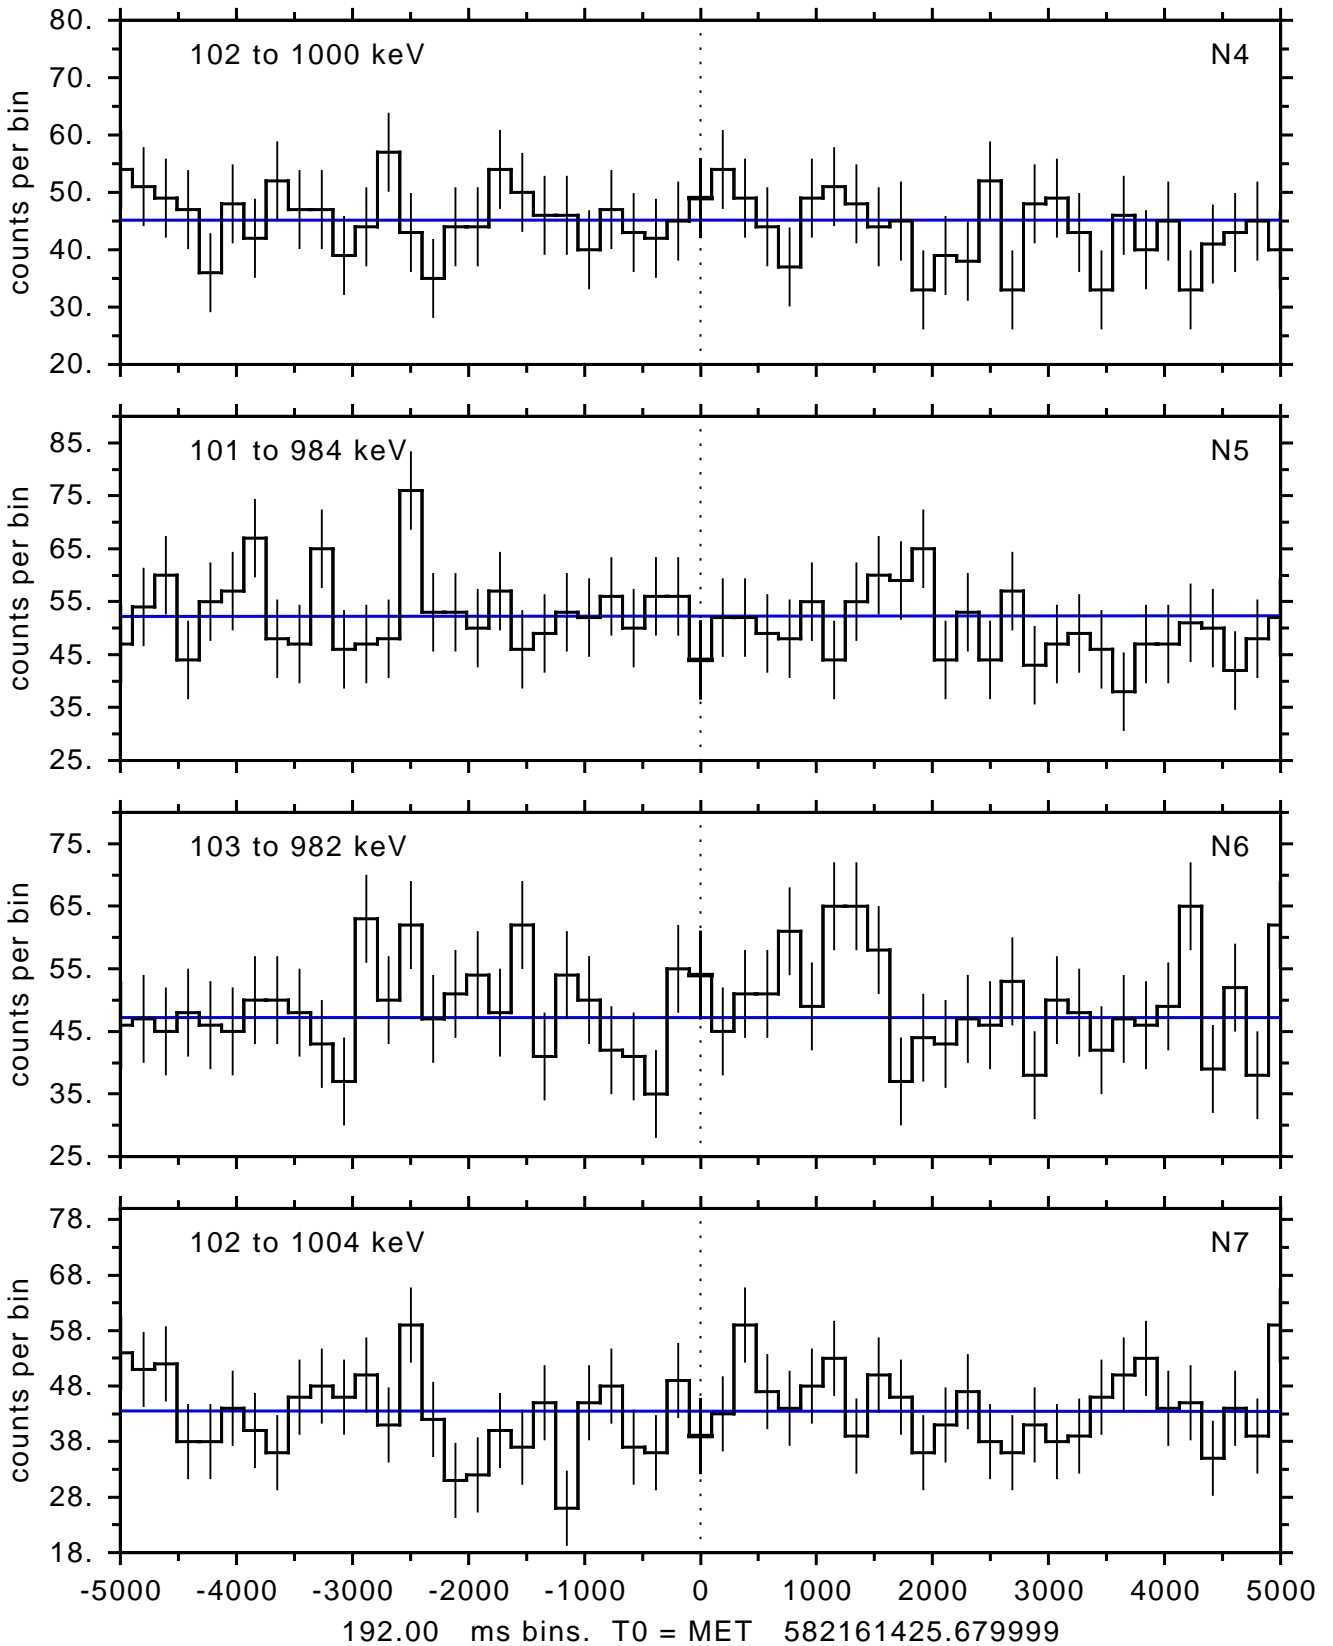 80.
102 to 1000 keV N4
70.
60.
50.
40.
30.
20.
counts per bin
85.
101 to 984 keV N5
75.
65.
55.
45.
35.
25.
counts per bin
75.
103 to 982 keV N6
65.
55.
45.
35.
25.
counts per bin
78.
102 to 1004 keV N7
68.
58.
48.
38.
28.
18.
counts per bin
-5000 -4000 -3000 -2000 -1000 0 1000 2000 3000 4000 5000
192.00 ms bins. T0 = MET 582161425.679999